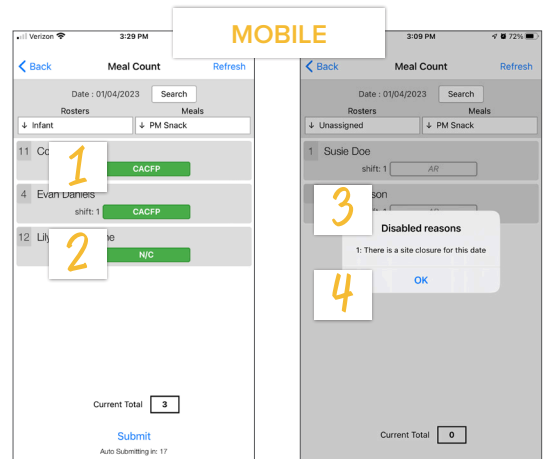 MOBILE
Verizon 3:29 PM
Back Meal Count Refresh
Date : 01/04/2023 Search
Rosters Meals
↓ Infant ↓ PM Snack
11 Co
1
CACFP
4 Evan Daniels
shift: 1 CACFP
12 Lily ne
2
N/C
Current Total 3
Submit
Auto Submitting in: 17
3:09 PM 72%
Back Meal Count Refresh
Date : 01/04/2023 Search
Rosters Meals
↓ Unassigned ↓ PM Snack
1 Susie Doe
shift: 1 AR
3
son
Disabled reasons
1: There is a site closure for this date
4
OK
Current Total 0